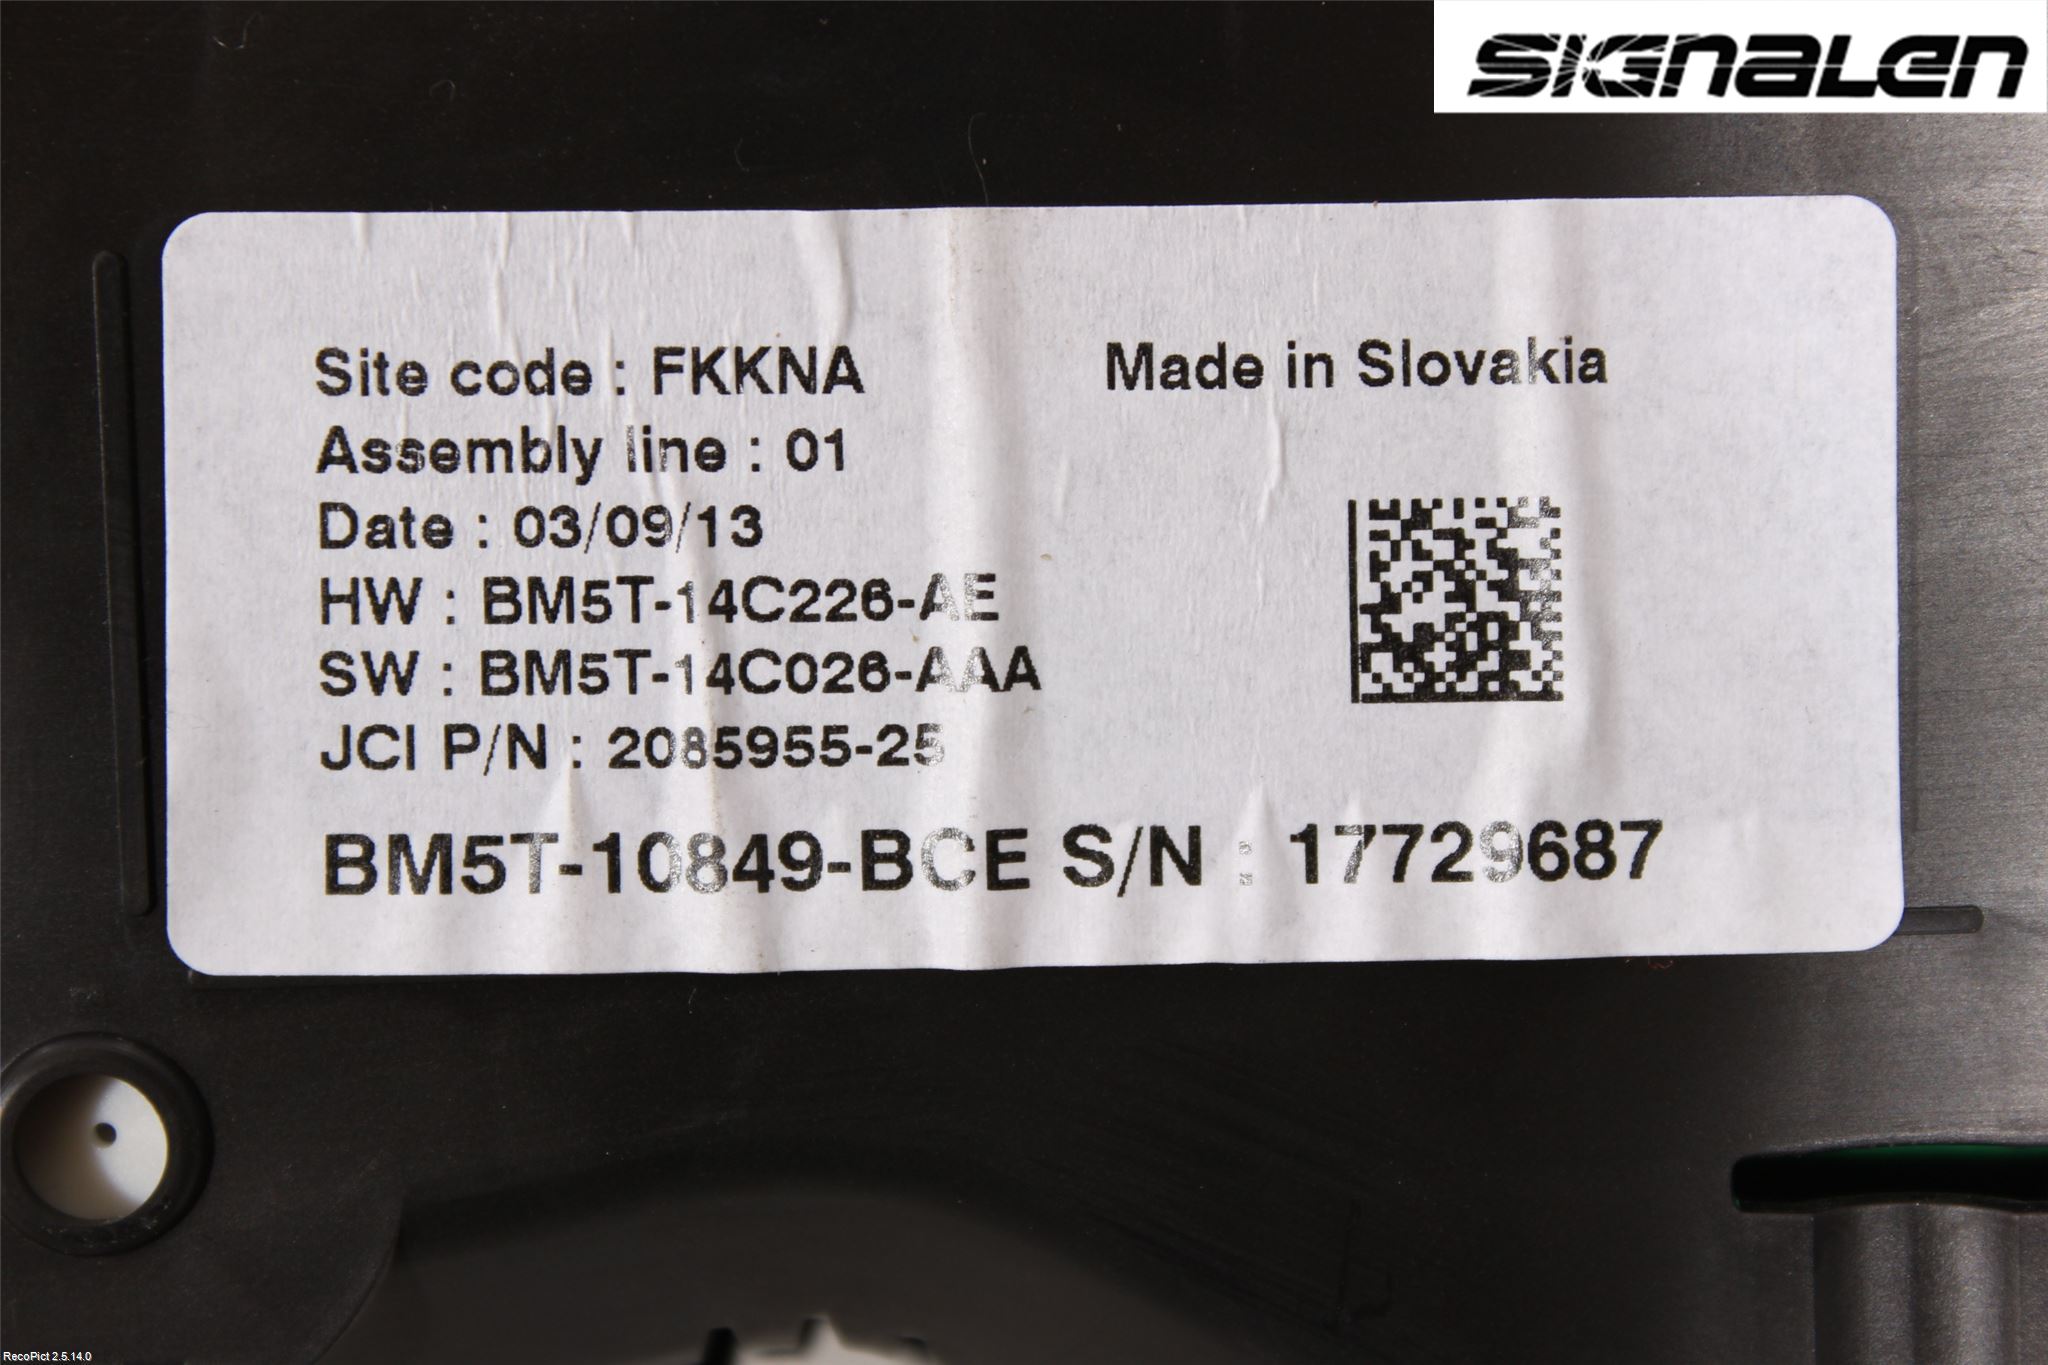 SIGNALEN
Site code : FKKNA
Made in Slovakia
Assembly line : 01
Date : 03/09/13
HW : BM5T-14C226-AE
SW : BM5T-14C026-AAA
JCI P/N : 2085955-25
BM5T-10849-BCE S/N : 17729687
RecoPict 2.5.14.0